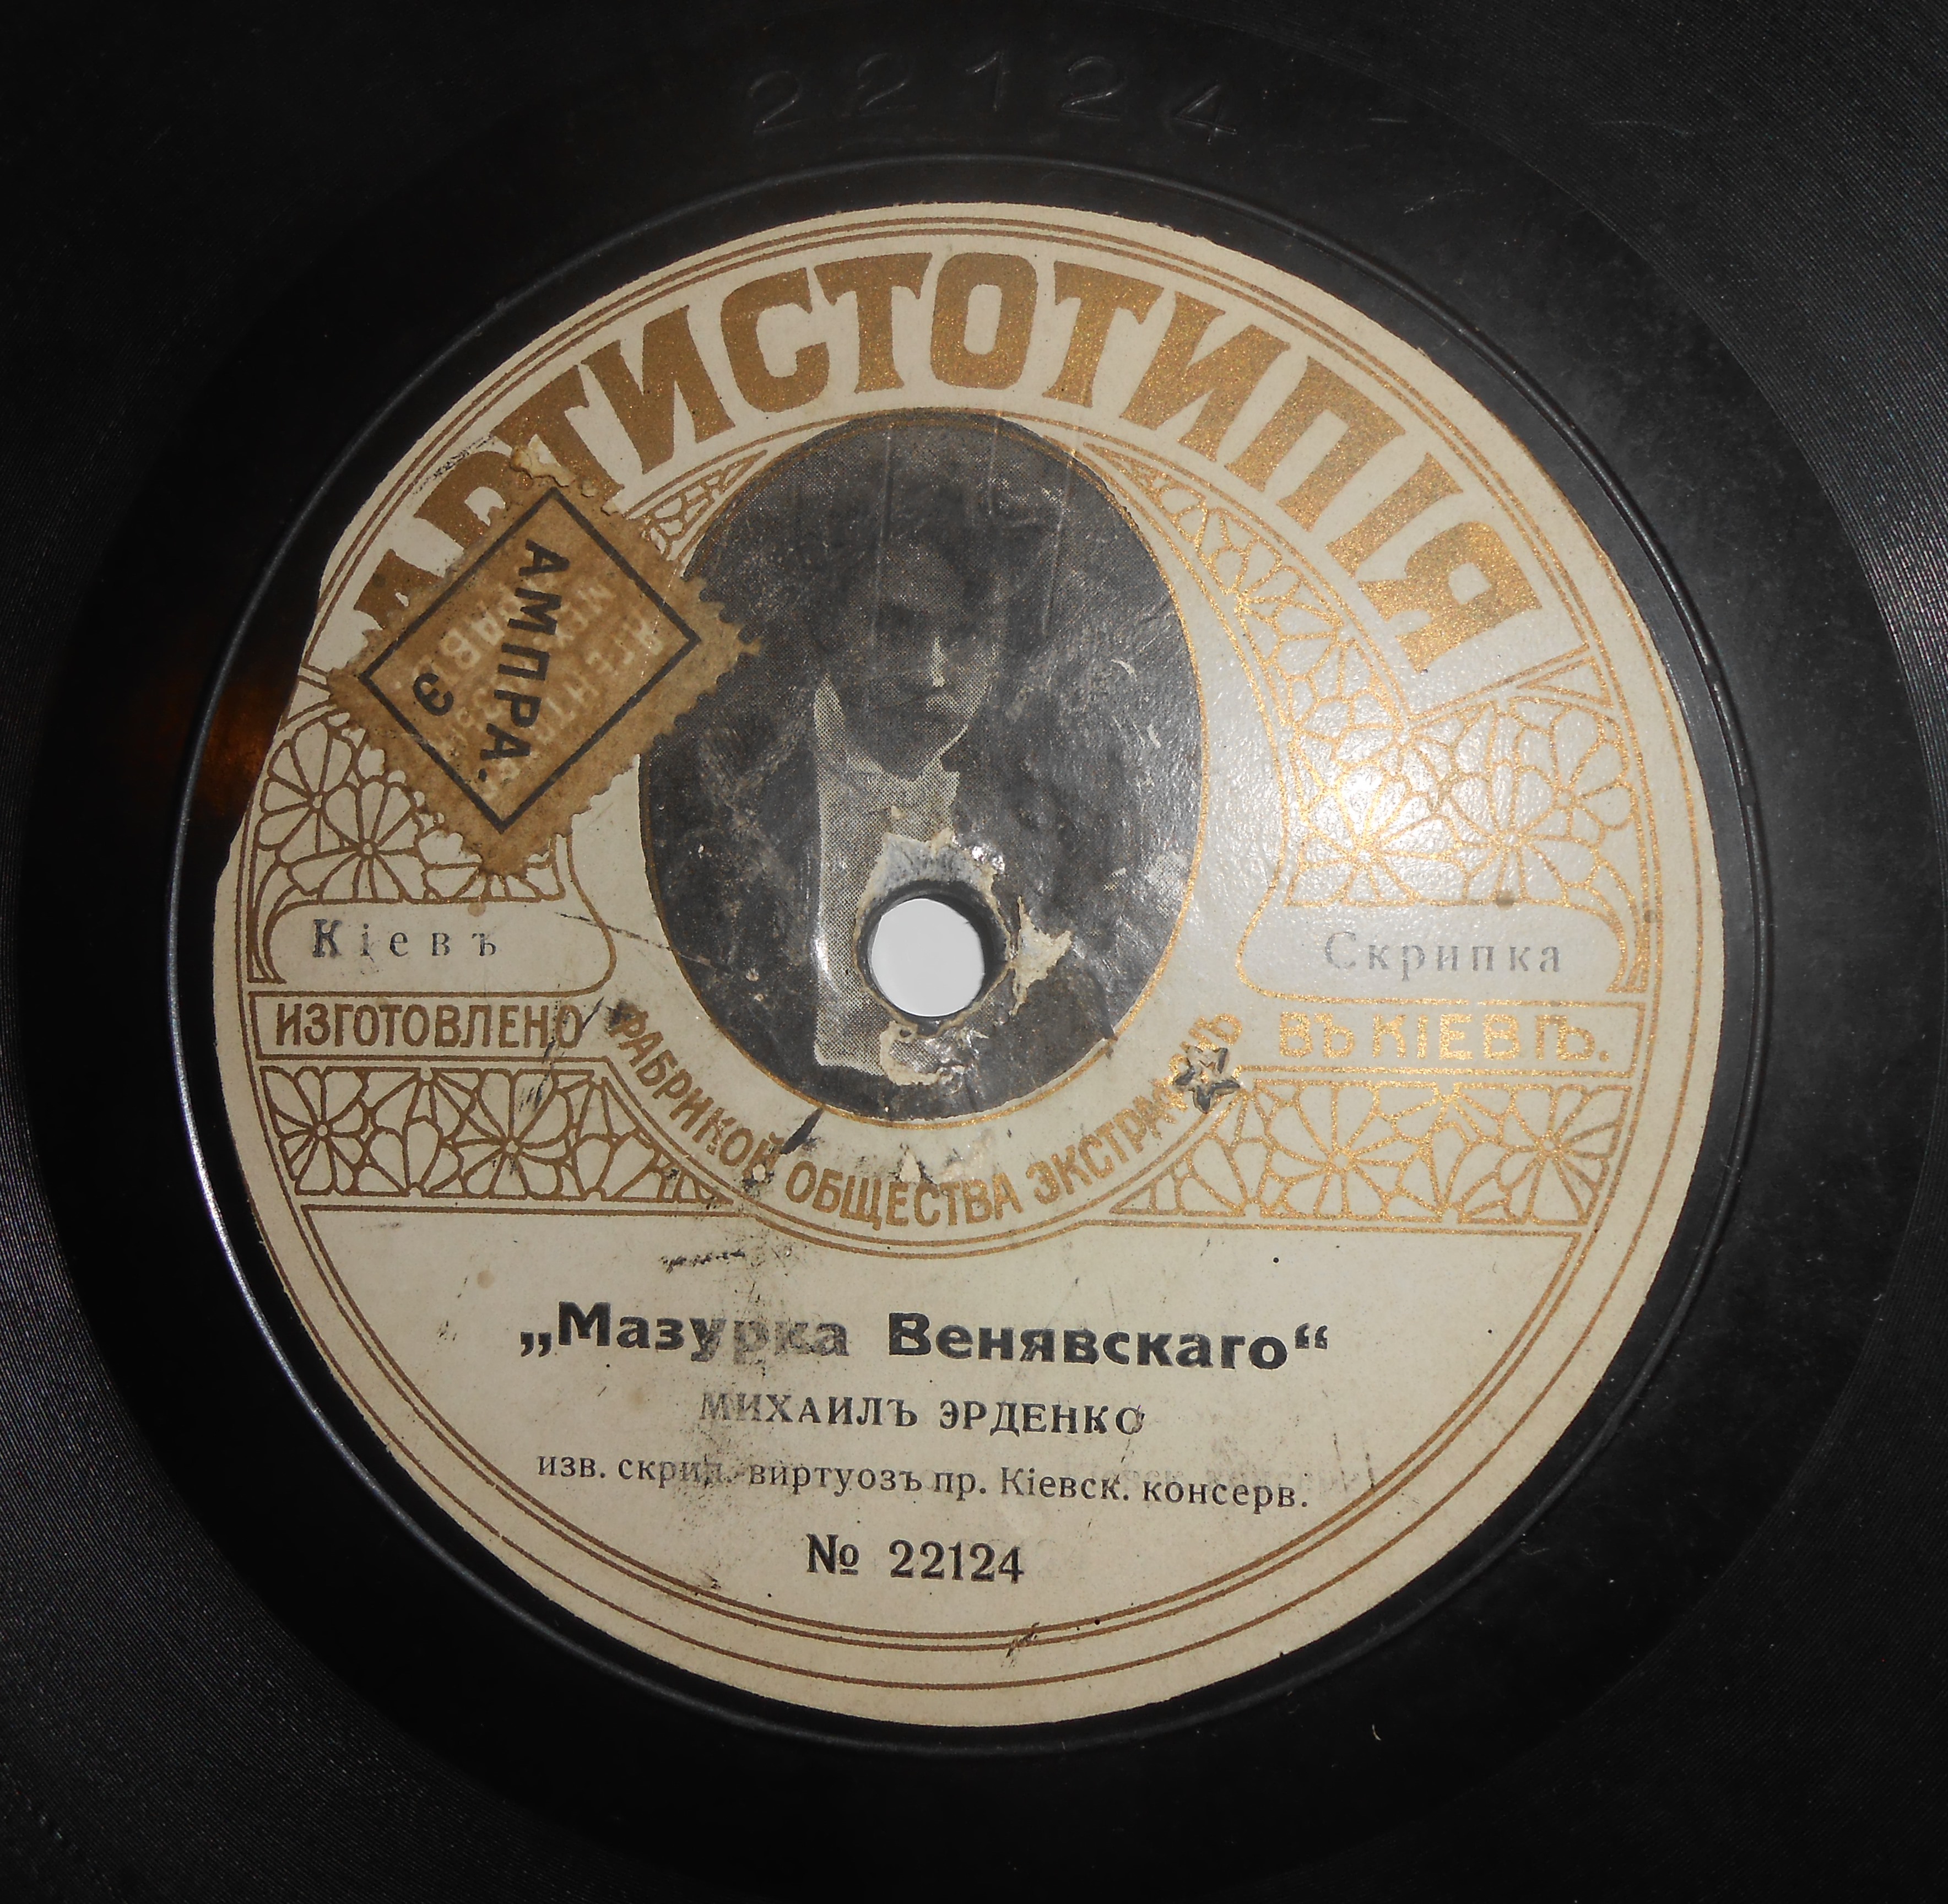 22124
АРТИСТОТИПІЯ
АМПРА.
Э
Кіевъ
Скрипка
ИЗГОТОВЛЕНО
ФАБРИКОЙ ОБЩЕСТВА ЭКСТРАФОНЪ
ВЪ КІЕВѢ.
„Мазурка Венявскаго“
МИХАИЛЪ ЭРДЕНКО
изв. скрип. виртуозъ пр. Кіевск. консерв.
№ 22124